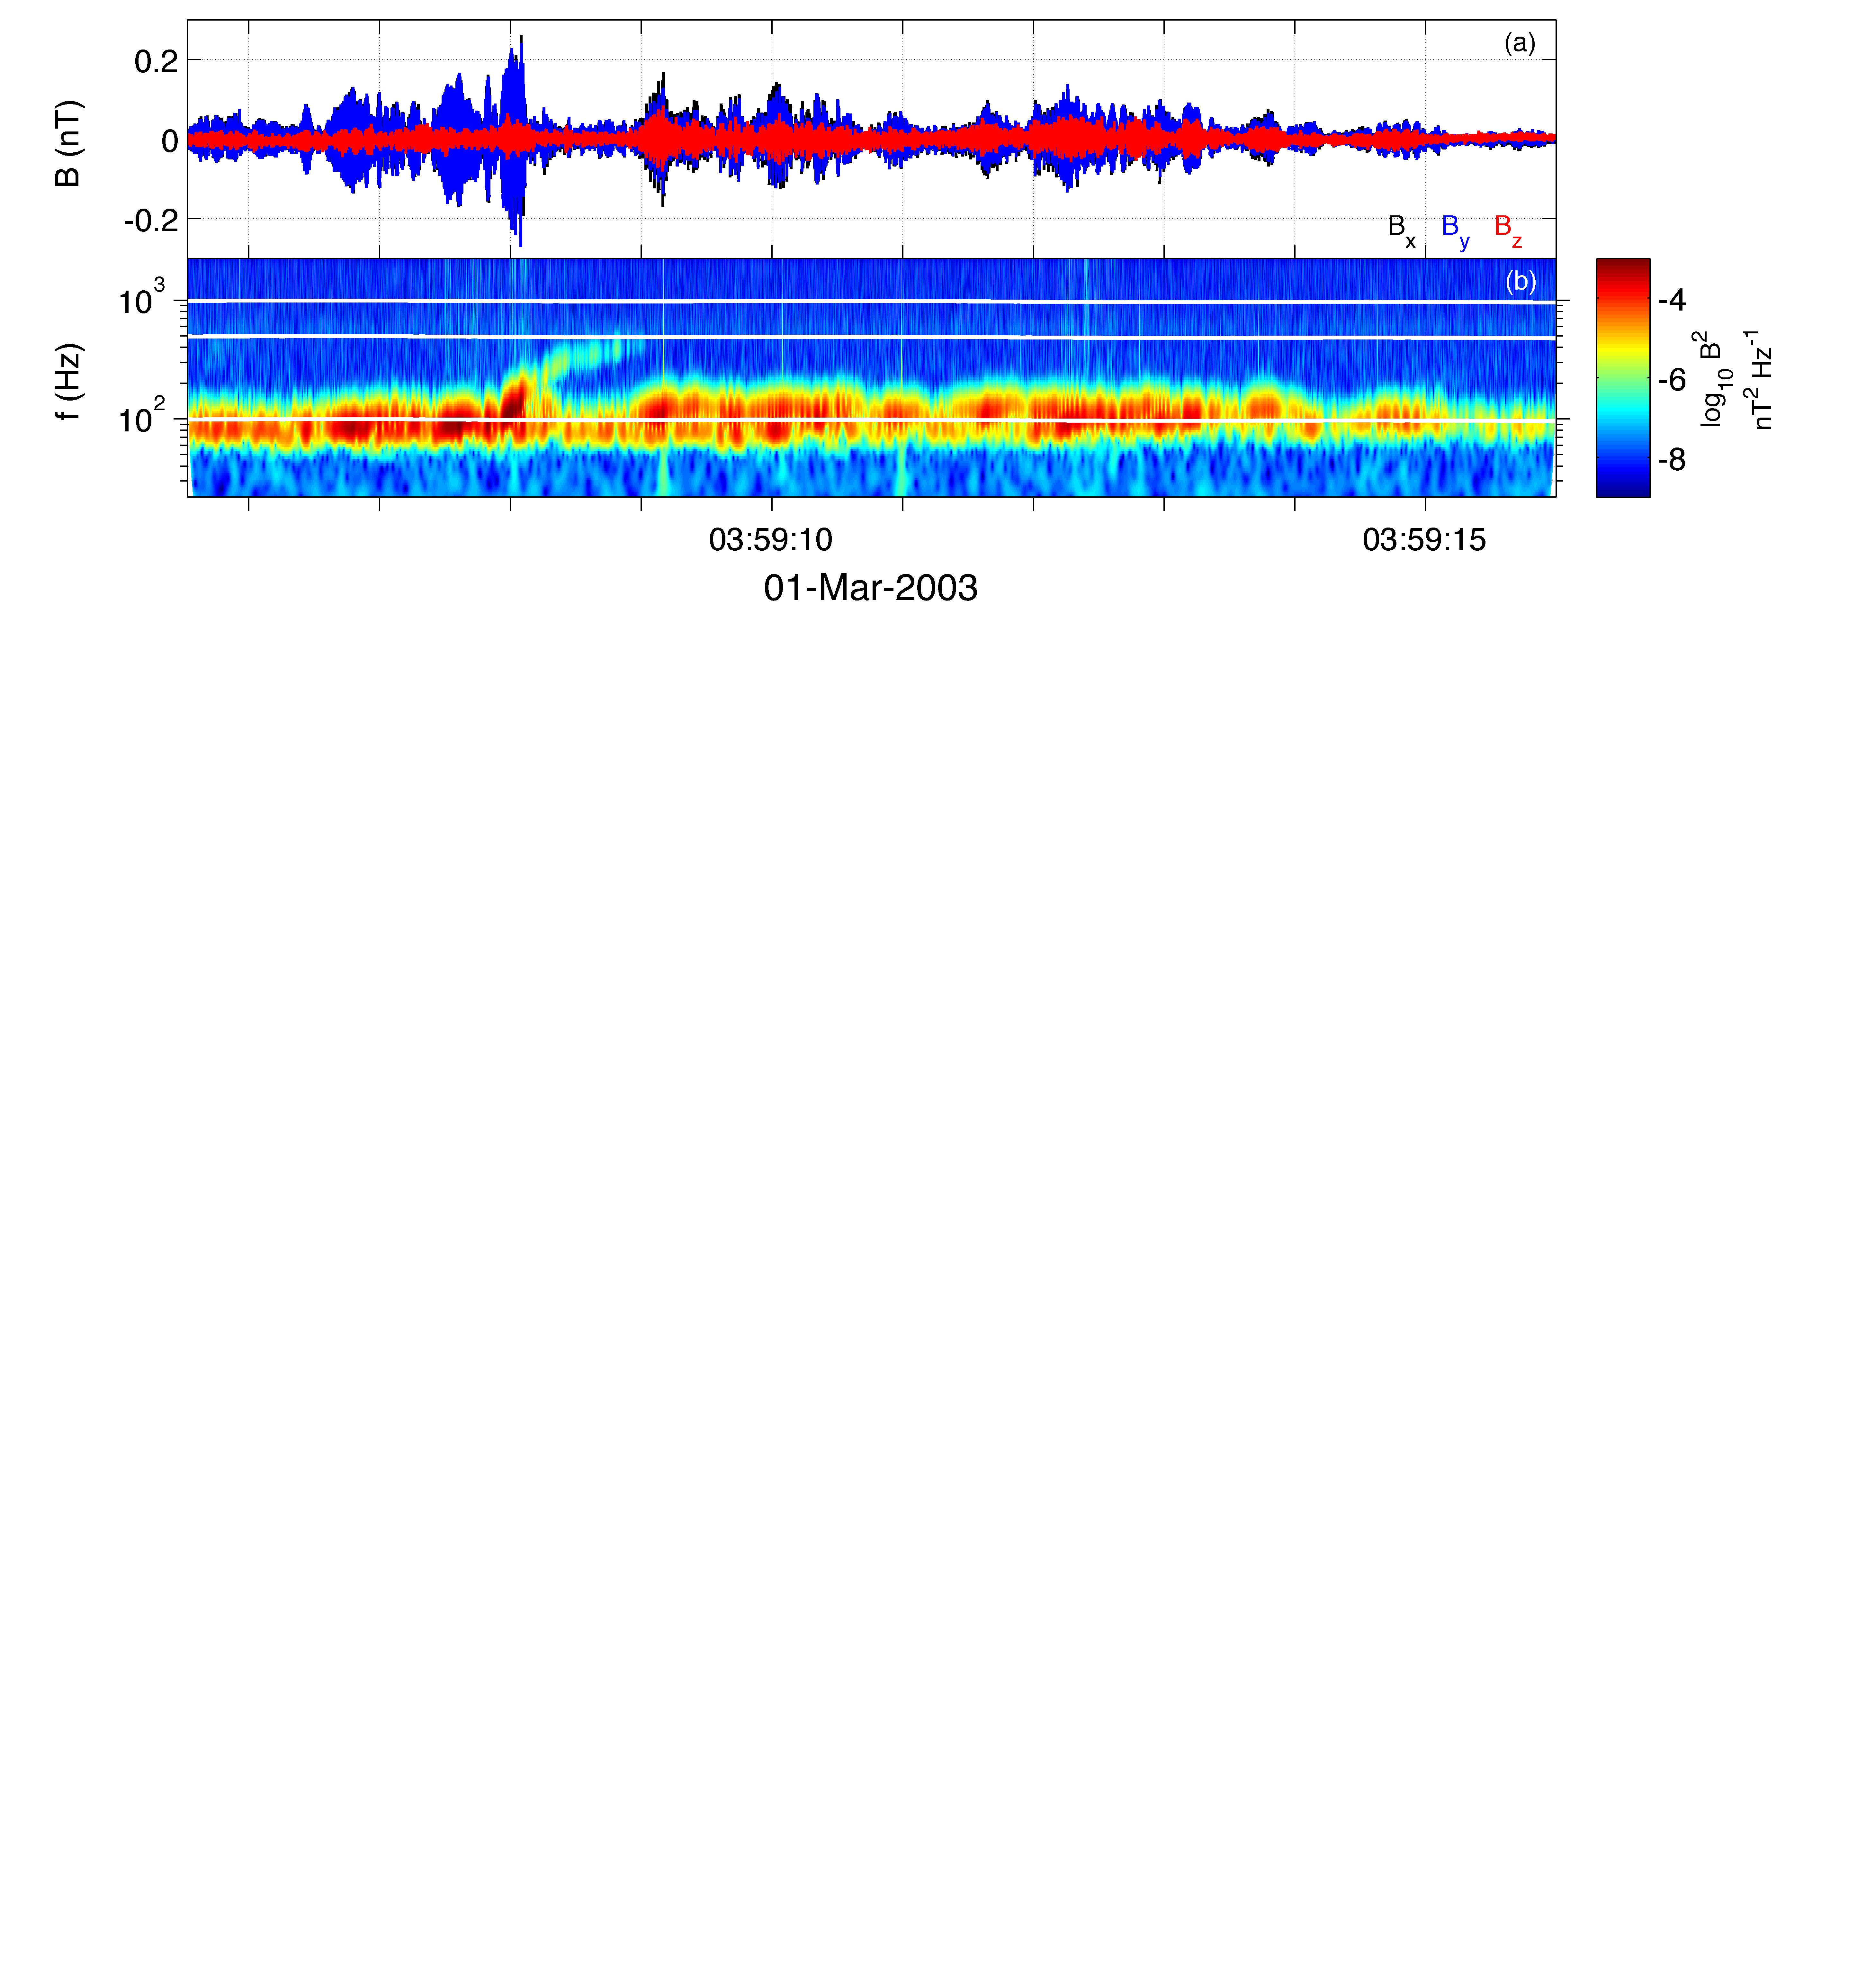 (a)
0.2
0
-0.2
B (nT)
Bx By Bz
(b)
10³
10²
f (Hz)
-4
-6
-8
log₁₀ B²
nT² Hz⁻¹
03:59:10 03:59:15
01-Mar-2003